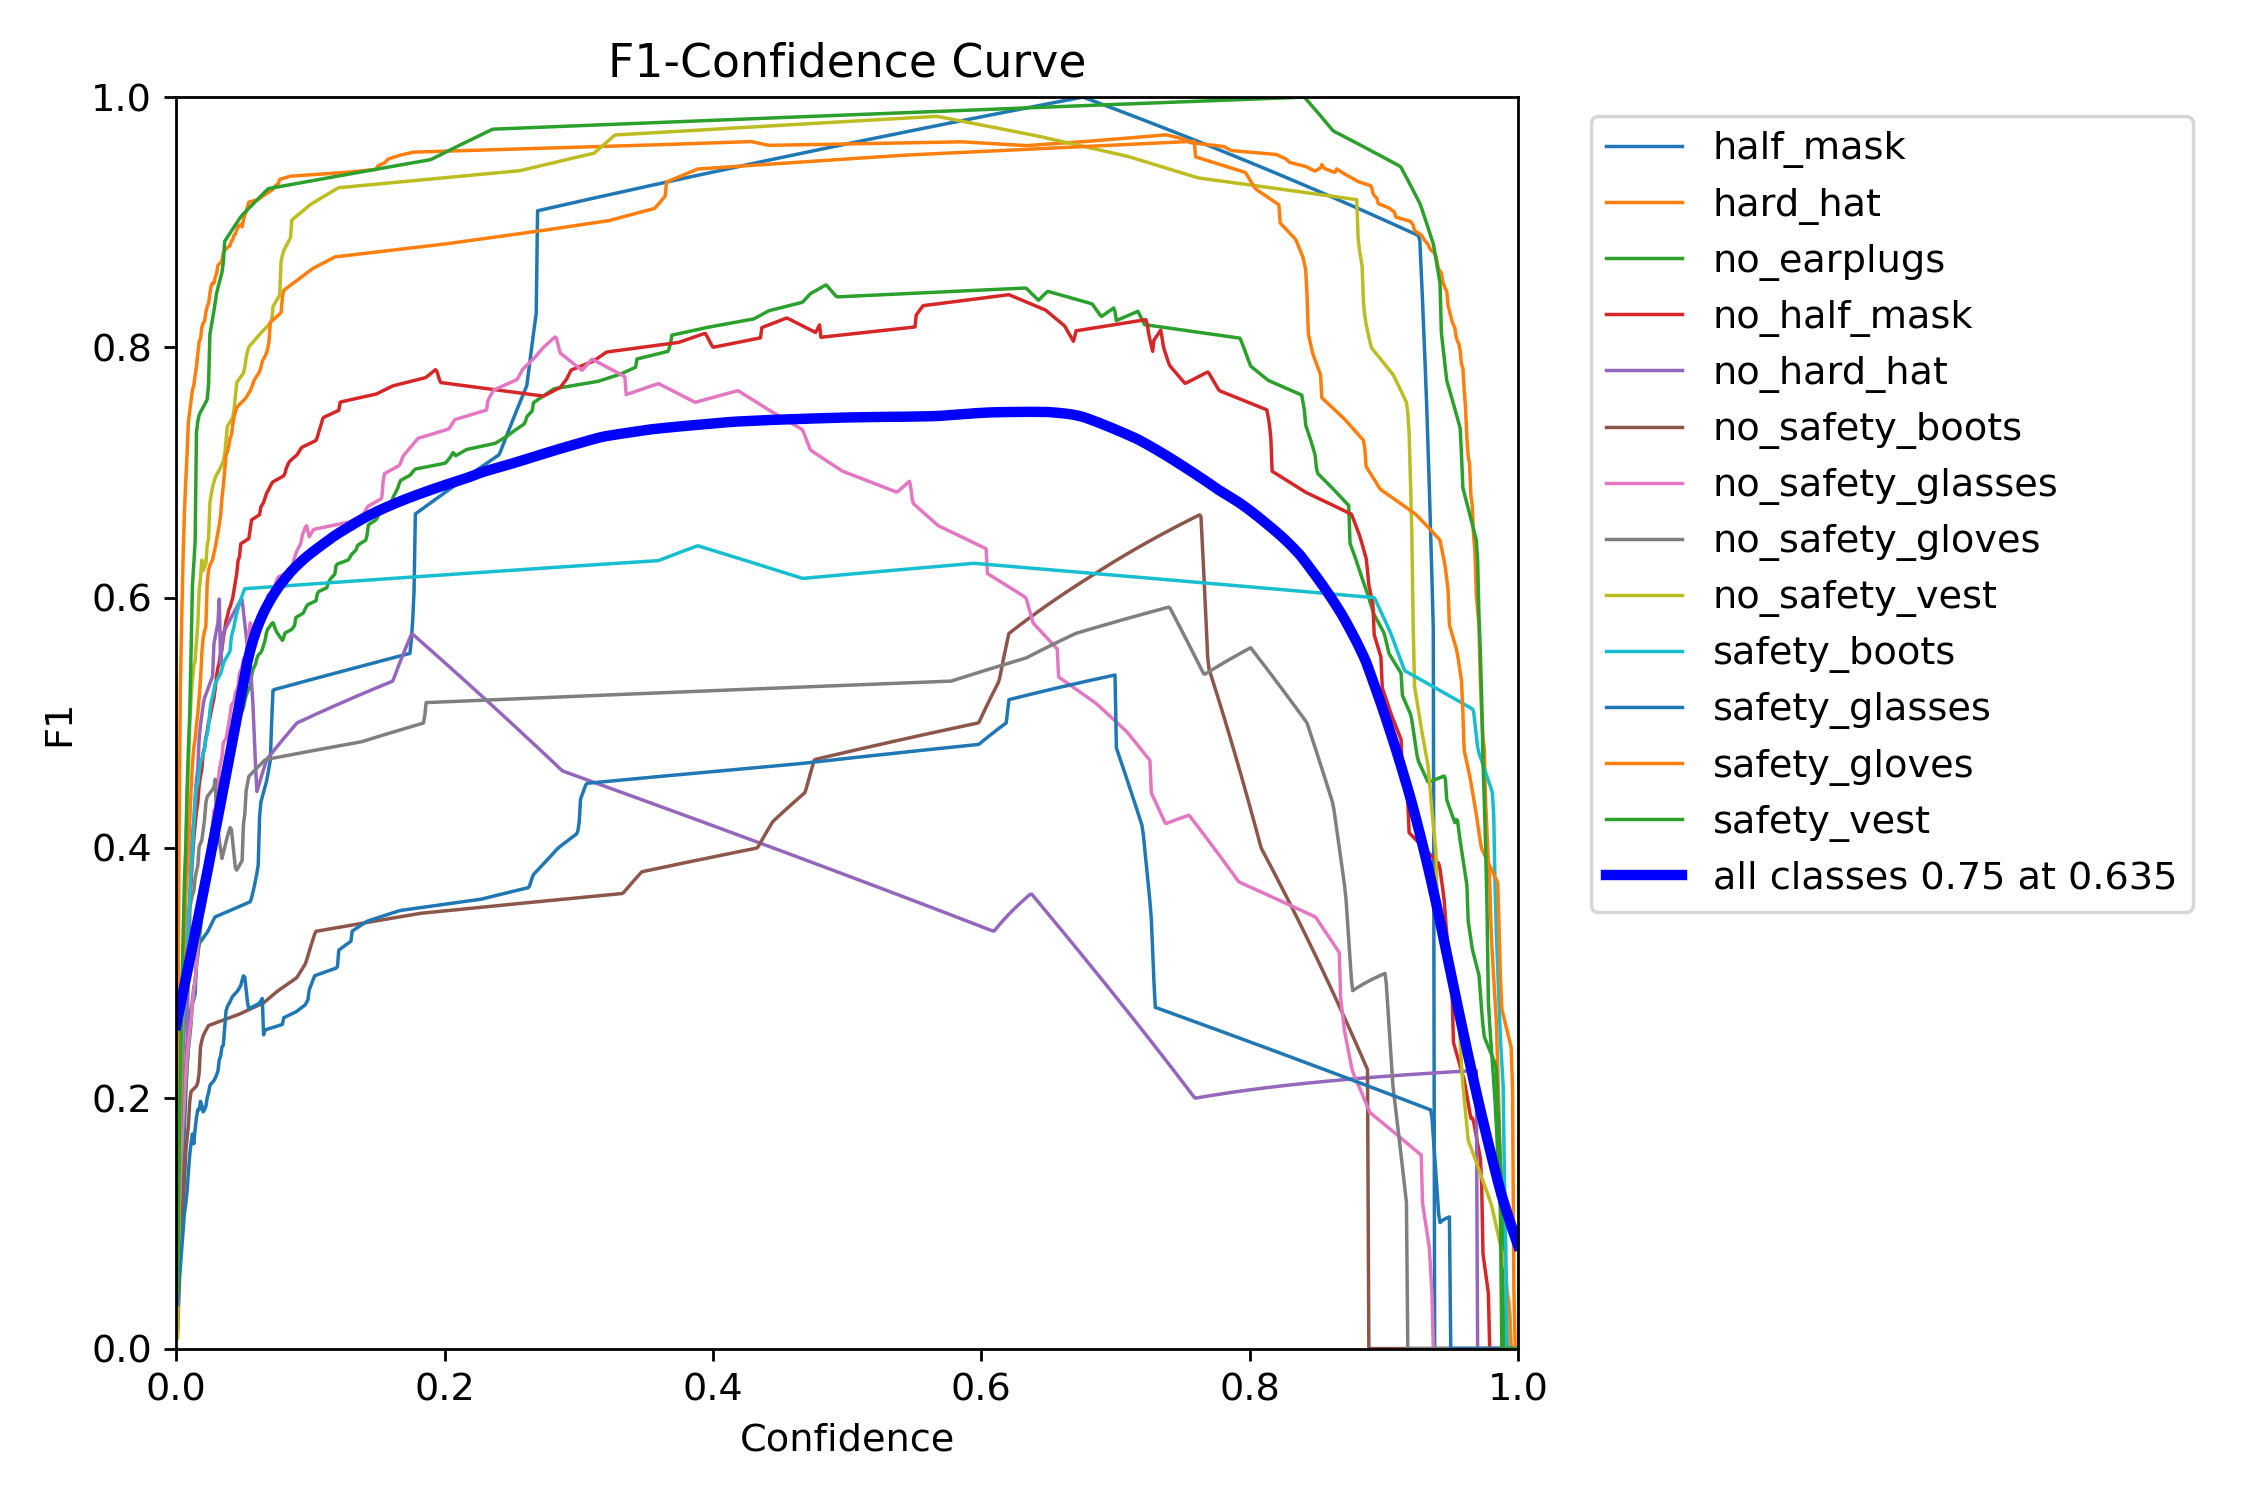 F1-Confidence Curve
1.0
0.8
0.6
0.4
0.2
0.0
F1
0.0 0.2 0.4 0.6 0.8 1.0
Confidence
half_mask
hard_hat
no_earplugs
no_half_mask
no_hard_hat
no_safety_boots
no_safety_glasses
no_safety_gloves
no_safety_vest
safety_boots
safety_glasses
safety_gloves
safety_vest
all classes 0.75 at 0.635